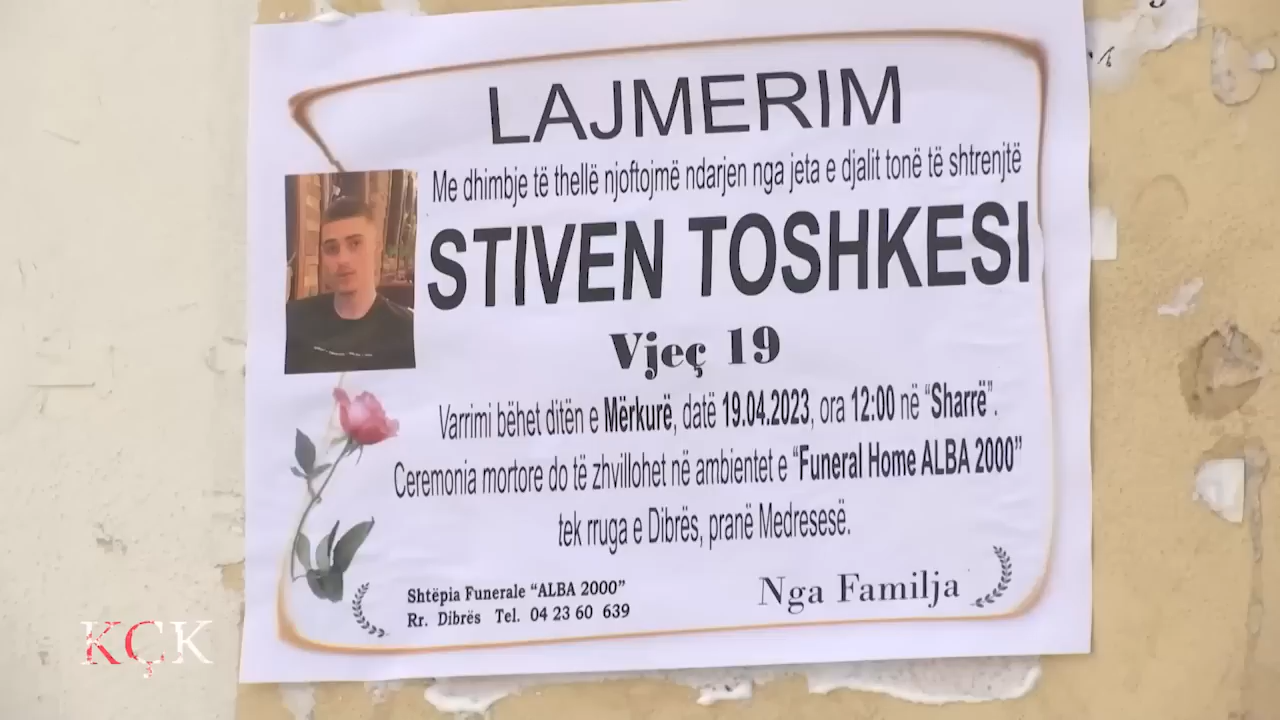 LAJMERIM
Me dhimbje të thellë njoftojmë ndarjen nga jeta e djalit tonë të shtrenjtë
STIVEN TOSHKESI
Vjeç 19
Varrimi bëhet ditën e Mërkurë, datë 19.04.2023, ora 12:00 në “Sharrë”.
Ceremonia mortore do të zhvillohet në ambientet e “Funeral Home ALBA 2000”
tek rruga e Dibrës, pranë Medresesë.
Shtëpia Funerale “ALBA 2000”
Rr. Dibrës Tel. 04 23 60 639
Nga Familja
KÇK